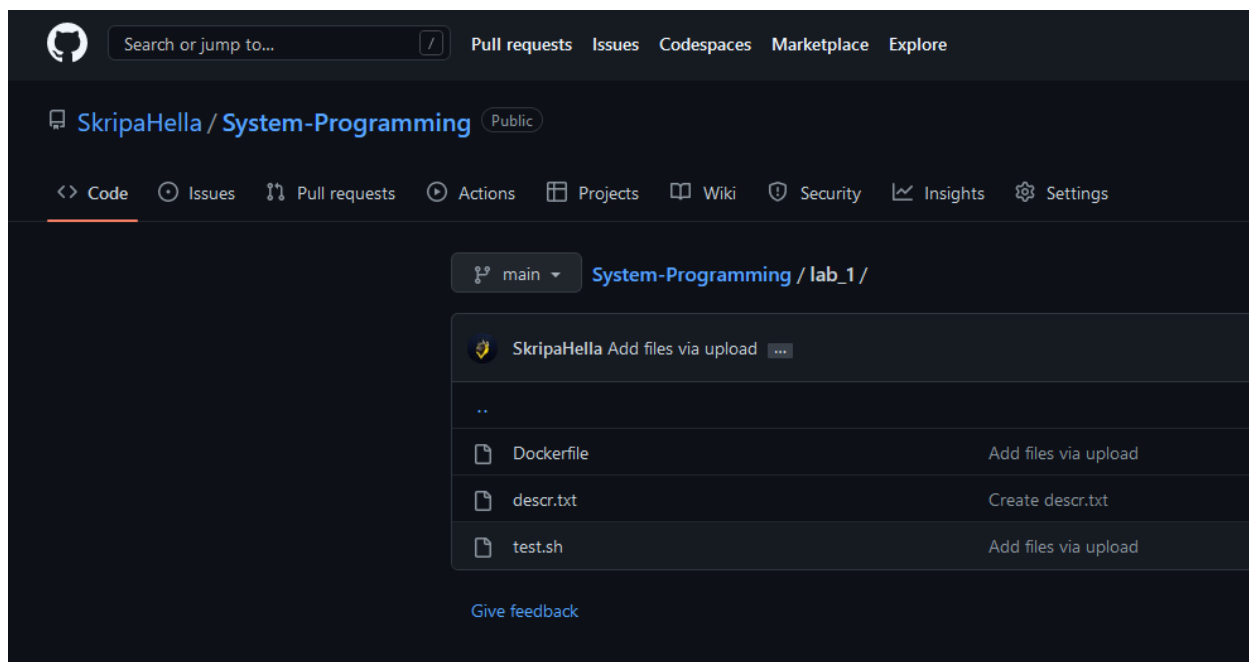 Search or jump to... / Pull requests Issues Codespaces Marketplace Explore
SkripaHella / System-Programming Public
<> Code Issues Pull requests Actions Projects Wiki Security Insights Settings
main System-Programming / lab_1 /
SkripaHella Add files via upload ...
..
Dockerfile Add files via upload
descr.txt Create descr.txt
test.sh Add files via upload
Give feedback